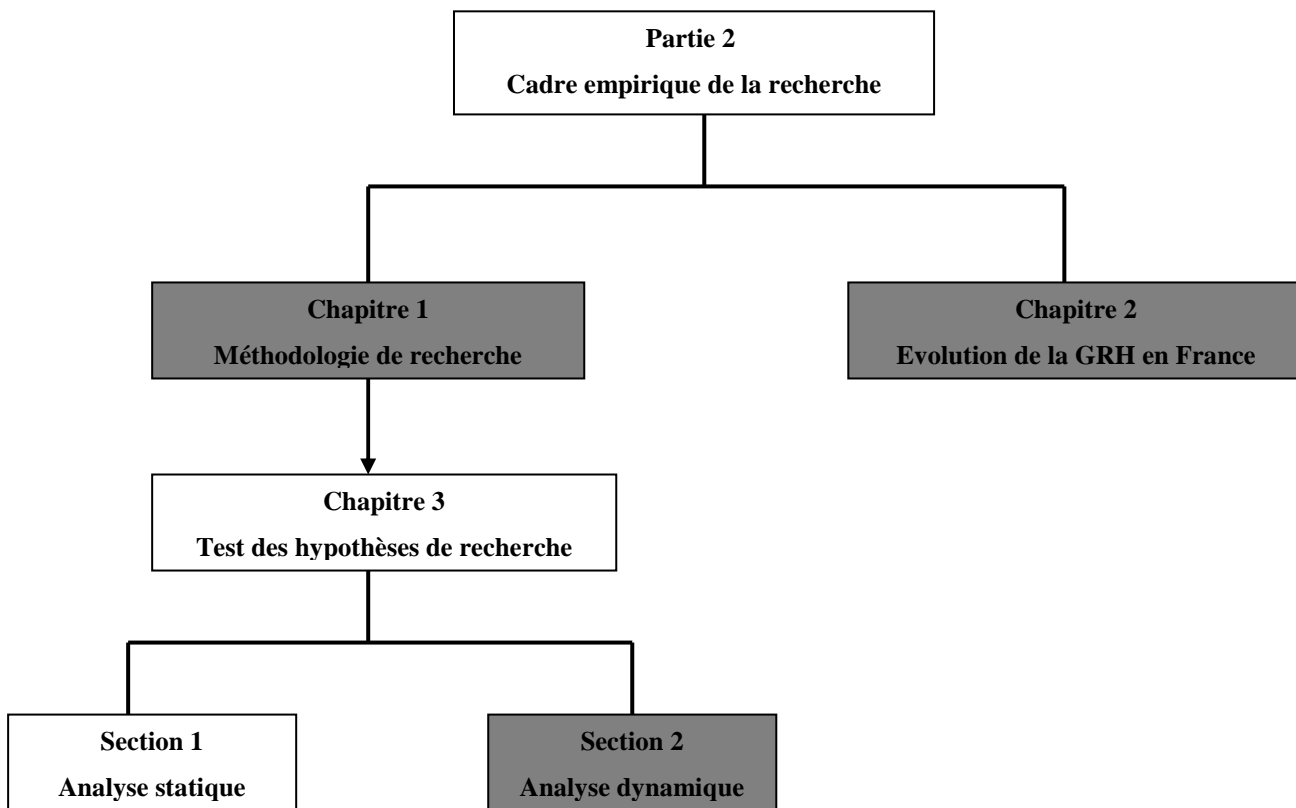 Partie 2
Cadre empirique de la recherche
Chapitre 1
Méthodologie de recherche
Chapitre 2
Evolution de la GRH en France
Chapitre 3
Test des hypothèses de recherche
Section 1
Analyse statique
Section 2
Analyse dynamique